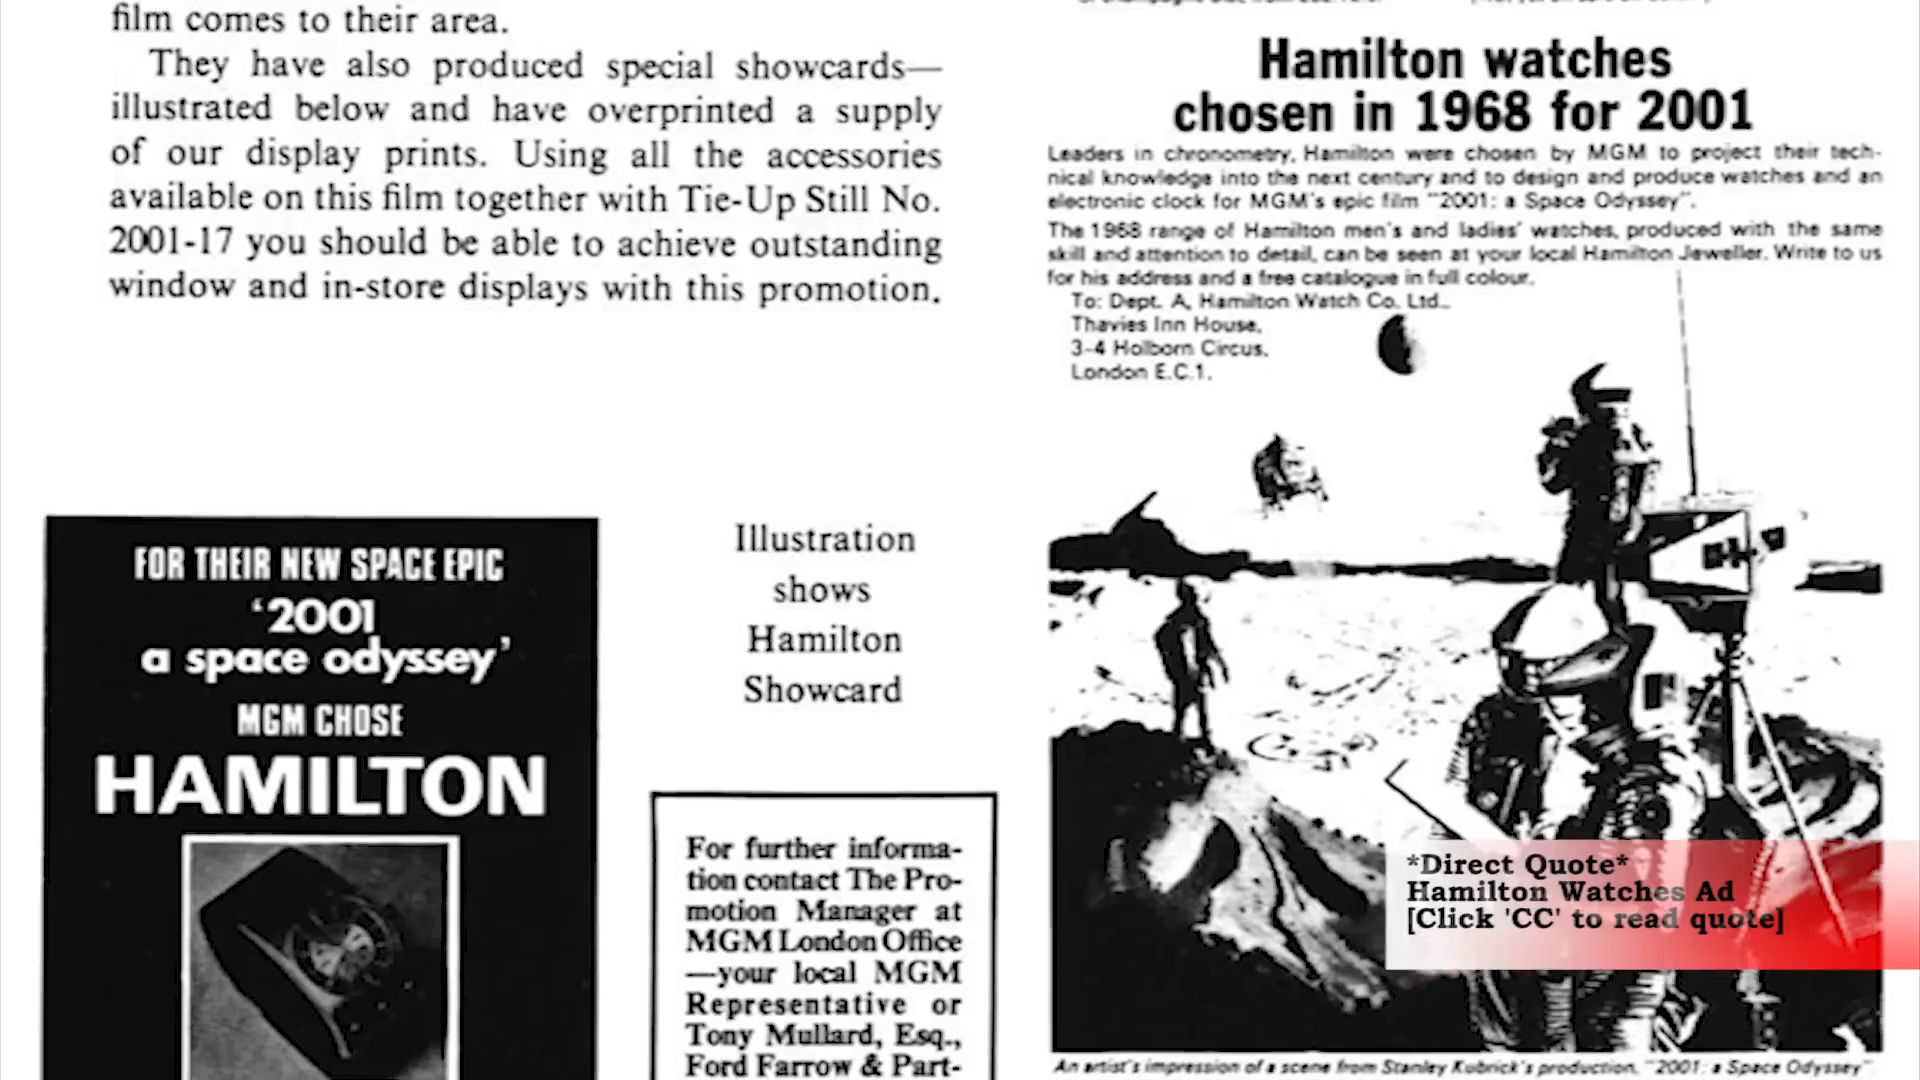 film comes to their area.
They have also produced special showcards—
illustrated below and have overprinted a supply
of our display prints. Using all the accessories
available on this film together with Tie-Up Still No.
2001-17 you should be able to achieve outstanding
window and in-store displays with this promotion.
FOR THEIR NEW SPACE EPIC
'2001
a space odyssey'
MGM CHOSE
HAMILTON
Illustration
shows
Hamilton
Showcard
For further informa-
tion contact The Pro-
motion Manager at
MGM London Office
—your local MGM
Representative or
Tony Mullard, Esq.,
Ford Farrow & Part-
Hamilton watches
chosen in 1968 for 2001
Leaders in chronometry, Hamilton were chosen by MGM to project their tech-
nical knowledge into the next century and to design and produce watches and an
electronic clock for MGM's epic film "2001: a Space Odyssey".
The 1968 range of Hamilton men's and ladies' watches, produced with the same
skill and attention to detail, can be seen at your local Hamilton Jeweller. Write to us
for his address and a free catalogue in full colour.
To: Dept. A, Hamilton Watch Co. Ltd.,
Thavies Inn House,
3-4 Holborn Circus,
London E.C.1.
*Direct Quote*
Hamilton Watches Ad
[Click 'CC' to read quote]
An artist's impression of a scene from Stanley Kubrick's production, "2001: a Space Odyssey".